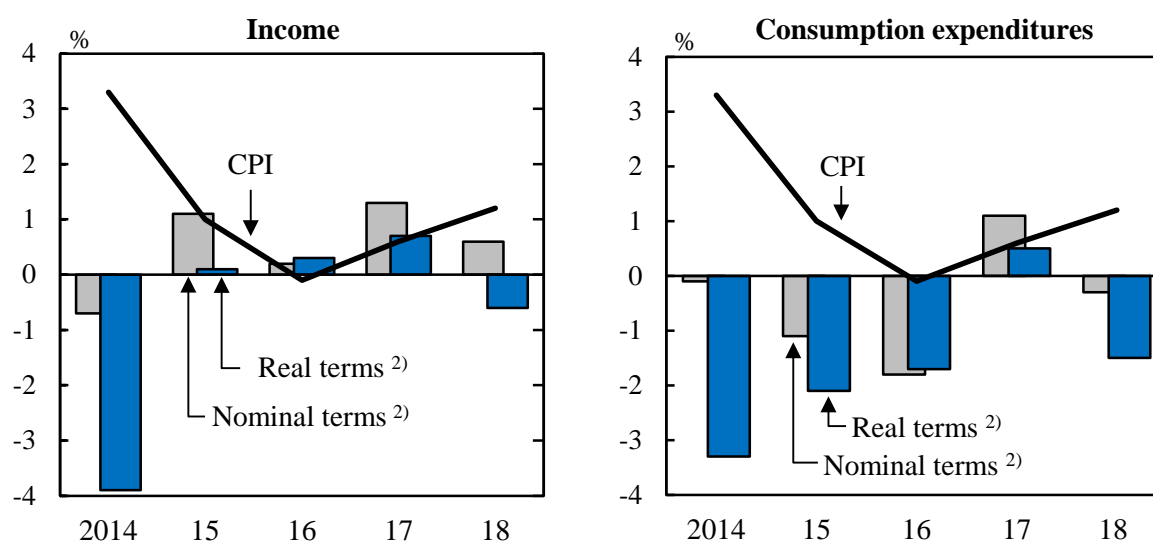 Income
%
4
3
2
1
0
-1
-2
-3
-4
CPI
Real terms 2)
Nominal terms 2)
2014 15 16 17 18
Consumption expenditures
%
4
3
2
1
0
-1
-2
-3
-4
CPI
Real terms 2)
Nominal terms 2)
2014 15 16 17 18